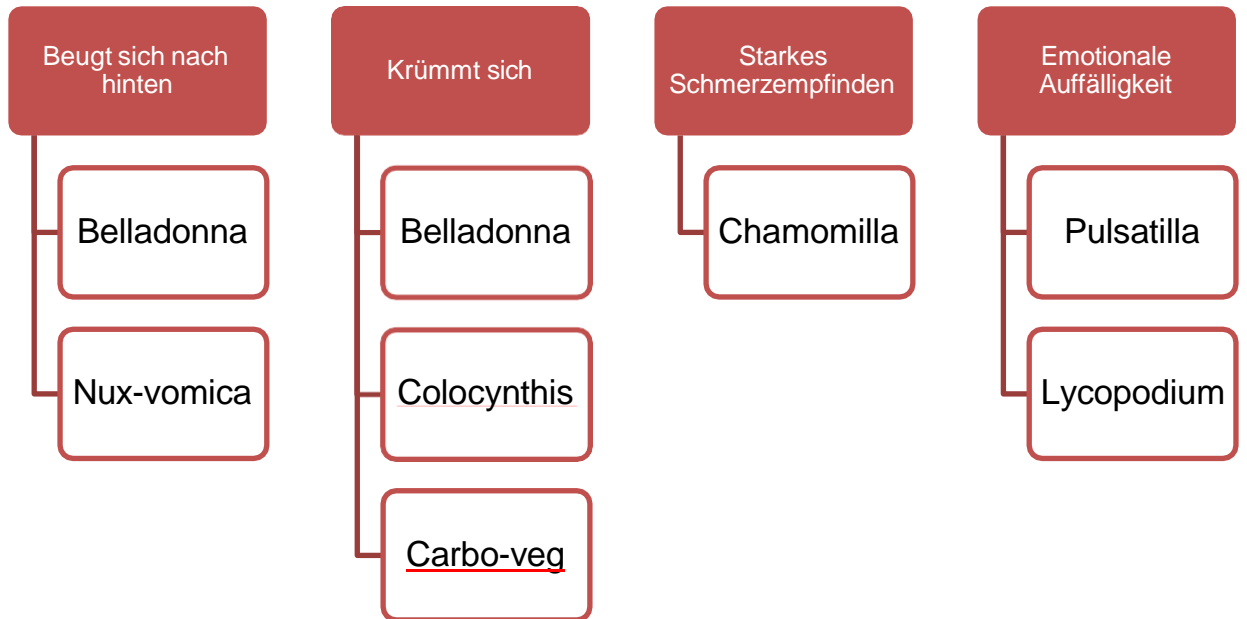 Beugt sich nach
hinten
Belladonna
Nux-vomica
Krümmt sich
Belladonna
Colocynthis
Carbo-veg
Starkes
Schmerzempfinden
Chamomilla
Emotionale
Auffälligkeit
Pulsatilla
Lycopodium